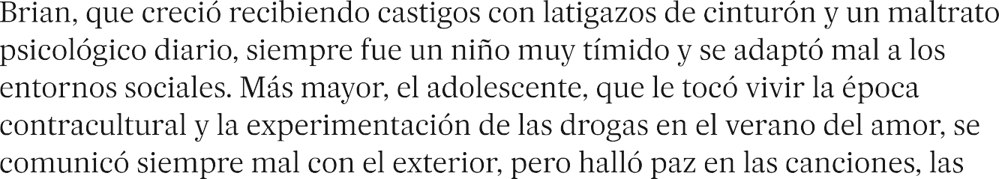 Brian, que creció recibiendo castigos con latigazos de cinturón y un maltrato
psicológico diario, siempre fue un niño muy tímido y se adaptó mal a los
entornos sociales. Más mayor, el adolescente, que le tocó vivir la época
contracultural y la experimentación de las drogas en el verano del amor, se
comunicó siempre mal con el exterior, pero halló paz en las canciones, las